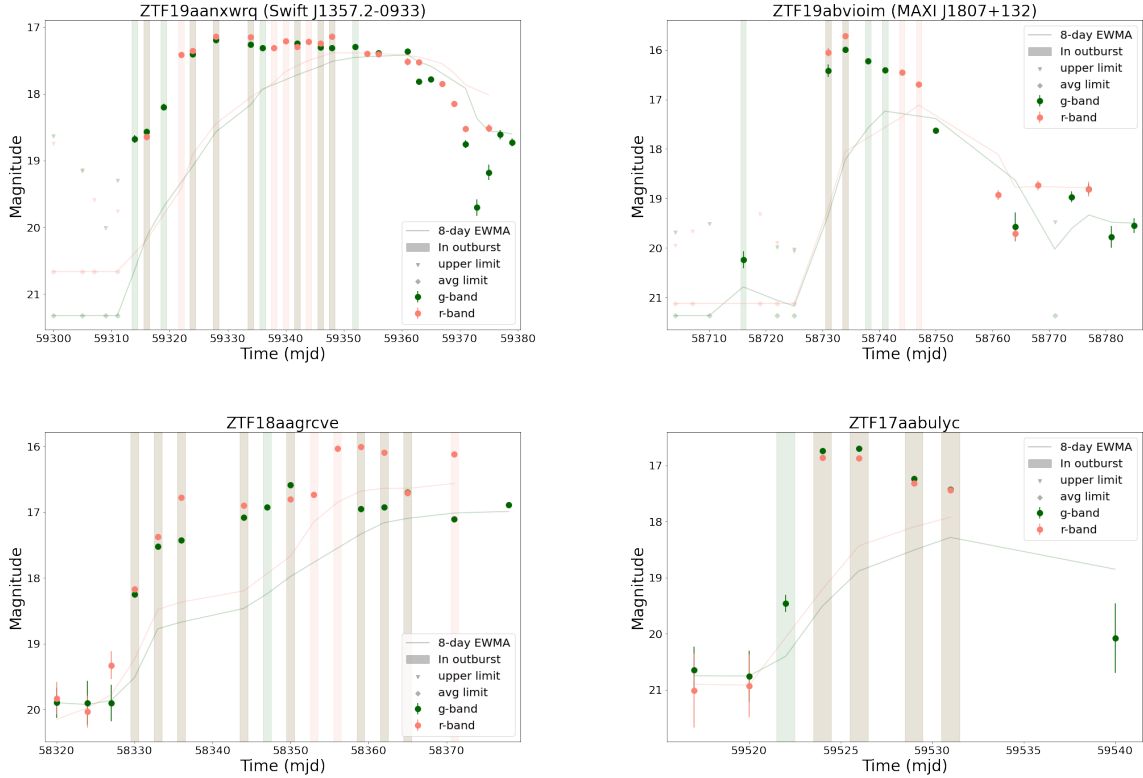 ZTF19aanxwrq (Swift J1357.2-0933)
17
18
19
20
21
Magnitude
8-day EWMA
In outburst
upper limit
avg limit
g-band
r-band
59300 59310 59320 59330 59340 59350 59360 59370 59380
Time (mjd)
ZTF19abvioim (MAXI J1807+132)
16
17
18
19
20
21
Magnitude
8-day EWMA
In outburst
upper limit
avg limit
g-band
r-band
58710 58720 58730 58740 58750 58760 58770 58780
Time (mjd)
ZTF18aagrcve
16
17
18
19
20
Magnitude
8-day EWMA
In outburst
upper limit
avg limit
g-band
r-band
58320 58330 58340 58350 58360 58370
Time (mjd)
ZTF17aabulyc
17
18
19
20
21
Magnitude
8-day EWMA
In outburst
upper limit
avg limit
g-band
r-band
59520 59525 59530 59535 59540
Time (mjd)